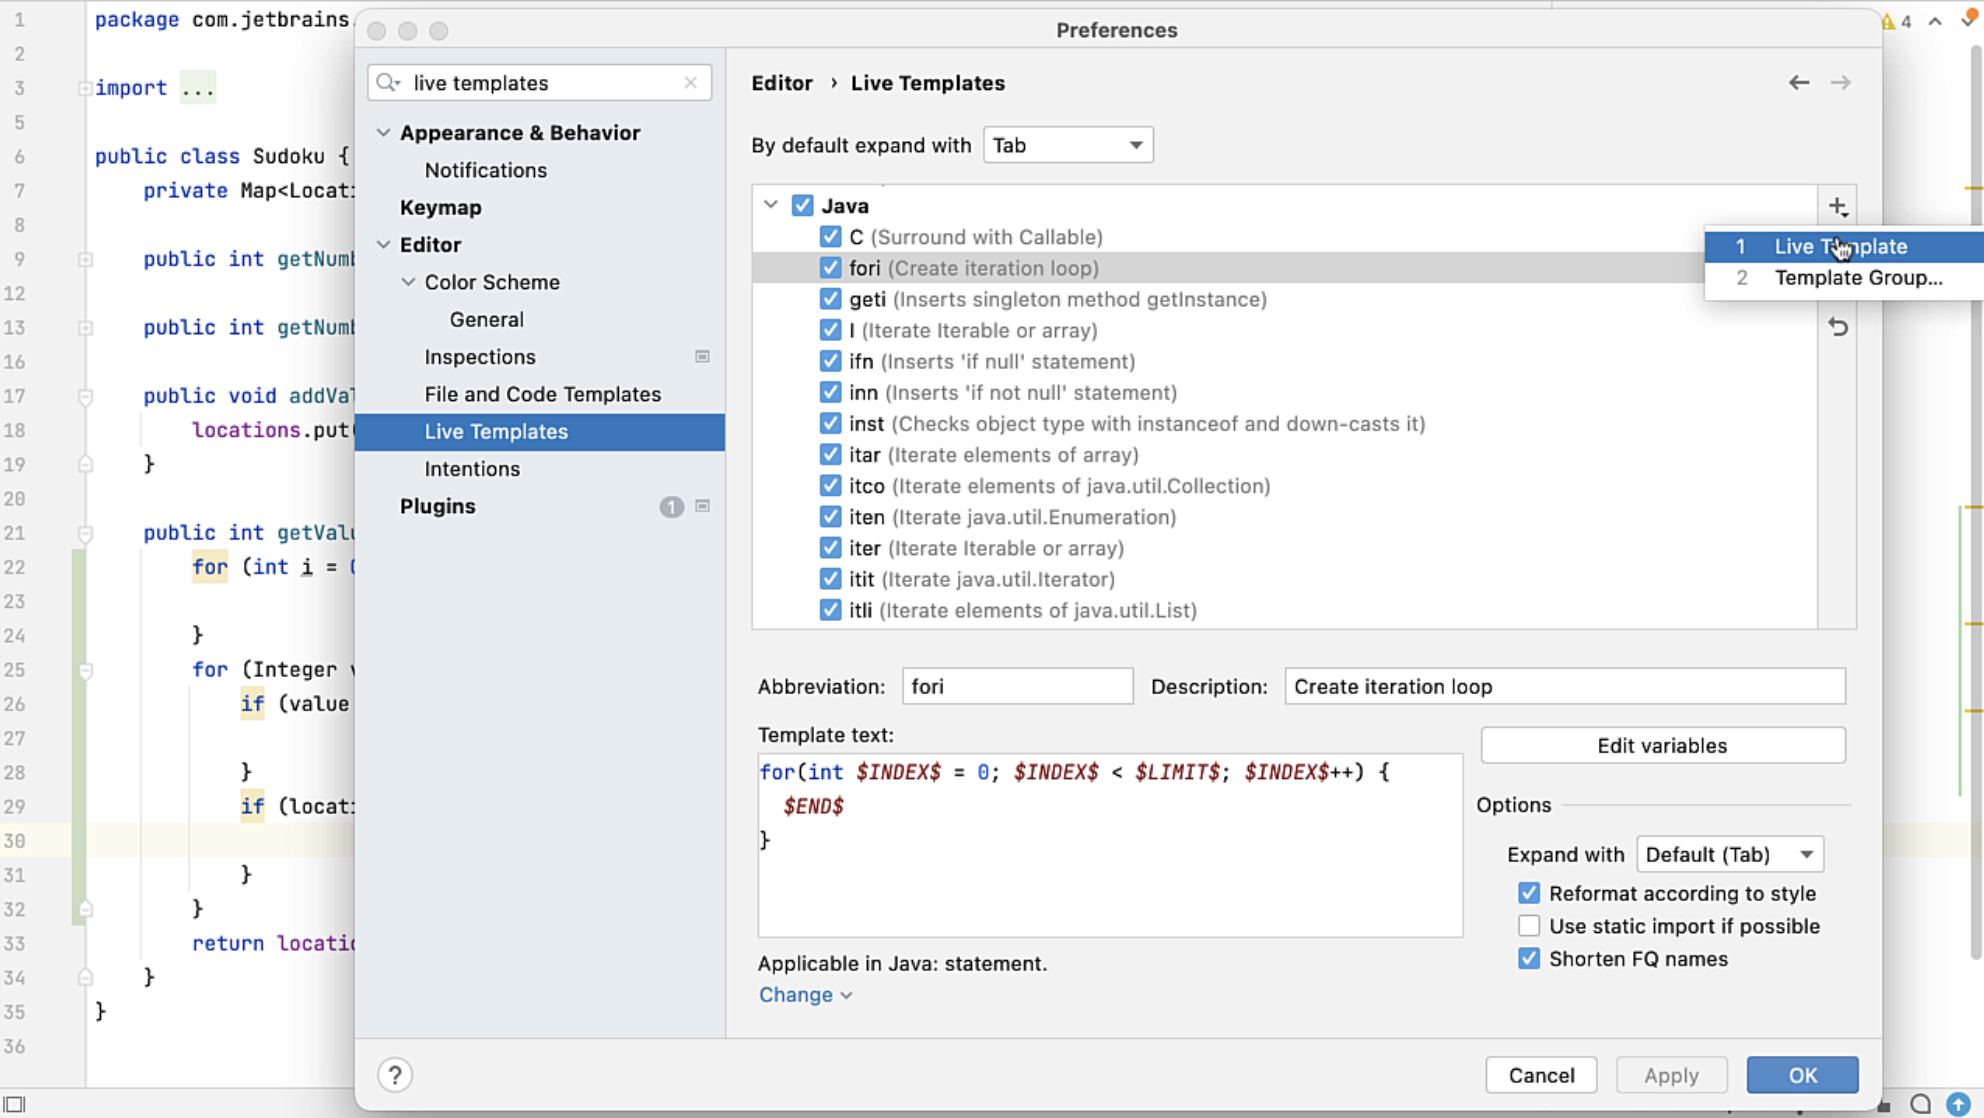 Preferences
1 package com.jetbrains.
2
3 import ...
5
6 public class Sudoku {
7 private Map<Locati
8
9 public int getNumb
12
13 public int getNumb
16
17 public void addVal
18 locations.put(
19 }
20
21 public int getValu
22 for (int i = 0
23
24 }
25 for (Integer v
26 if (value
27
28 }
29 if (locati
30
31 }
32 }
33 return locatio
34 }
35 }
36
4
live templates
Appearance & Behavior
Notifications
Keymap
Editor
Color Scheme
General
Inspections
File and Code Templates
Live Templates
Intentions
Plugins 1
Editor › Live Templates
By default expand with Tab
Java
C (Surround with Callable)
fori (Create iteration loop)
geti (Inserts singleton method getInstance)
I (Iterate Iterable or array)
ifn (Inserts 'if null' statement)
inn (Inserts 'if not null' statement)
inst (Checks object type with instanceof and down-casts it)
itar (Iterate elements of array)
itco (Iterate elements of java.util.Collection)
iten (Iterate java.util.Enumeration)
iter (Iterate Iterable or array)
itit (Iterate java.util.Iterator)
itli (Iterate elements of java.util.List)
1 Live Template
2 Template Group...
Abbreviation: fori Description: Create iteration loop
Template text:
Edit variables
for(int $INDEX$ = 0; $INDEX$ < $LIMIT$; $INDEX$++) {
$END$
}
Options
Expand with Default (Tab)
Reformat according to style
Use static import if possible
Shorten FQ names
Applicable in Java: statement.
Change
?
Cancel Apply OK